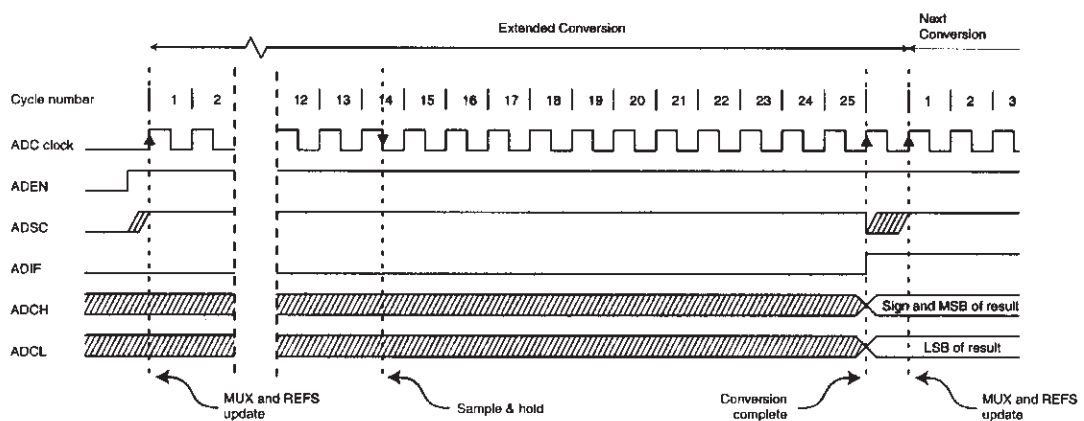 Extended Conversion
Next
Conversion
Cycle number 1 2 12 13 14 15 16 17 18 19 20 21 22 23 24 25 1 2 3
ADC clock
ADEN
ADSC
ADIF
ADCH Sign and MSB of result
ADCL LSB of result
MUX and REFS
update
Sample & hold
Conversion
complete
MUX and REFS
update